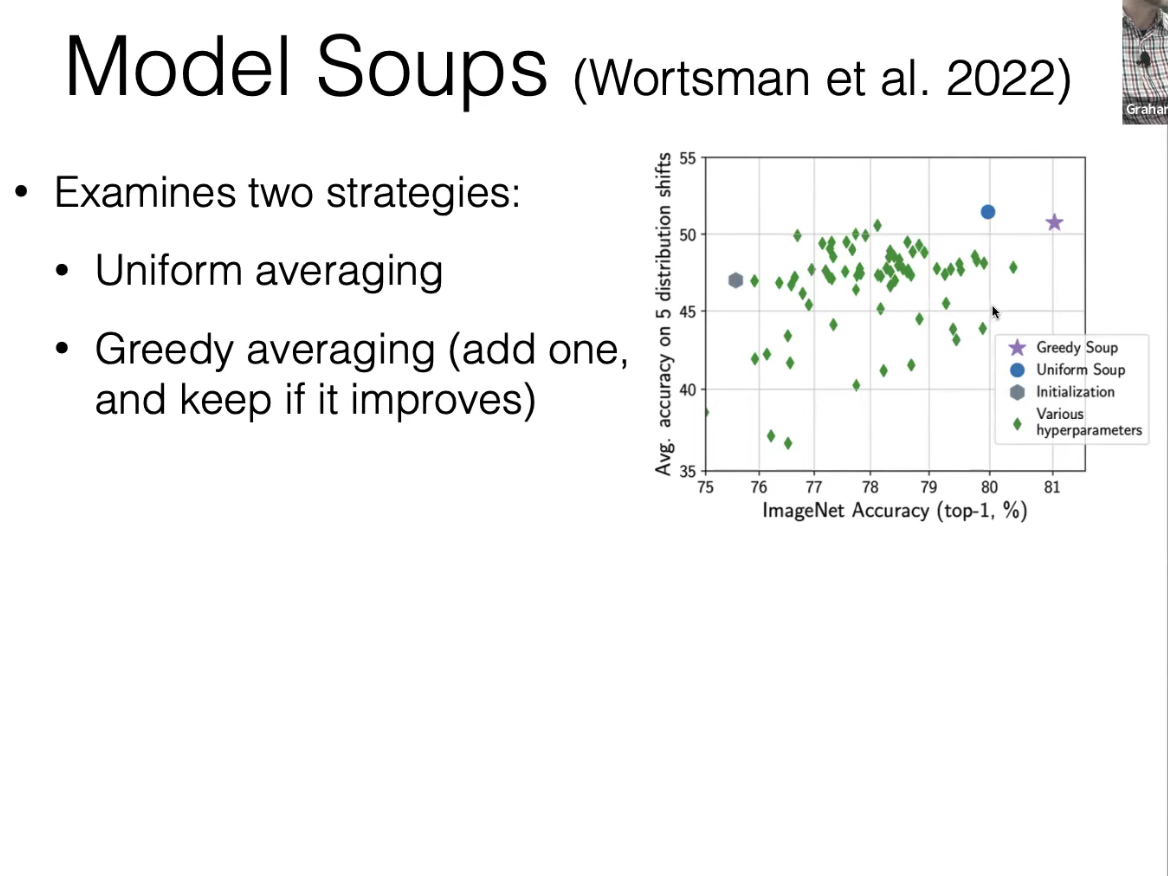 Model Soups (Wortsman et al. 2022)
• Examines two strategies:
• Uniform averaging
• Greedy averaging (add one,
and keep if it improves)
Avg. accuracy on 5 distribution shifts
55
50
45
40
35
75 76 77 78 79 80 81
ImageNet Accuracy (top-1, %)
Greedy Soup
Uniform Soup
Initialization
Various
hyperparameters